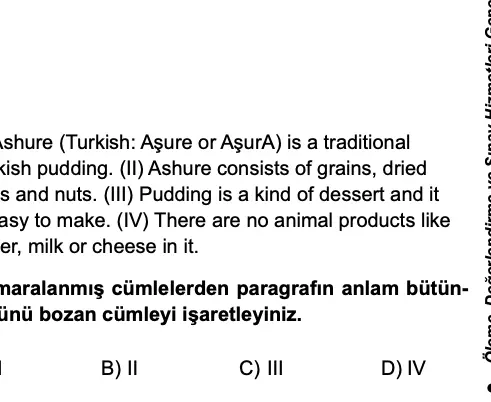 Ashure (Turkish: Aşure or AşurA) is a traditional
kish pudding. (II) Ashure consists of grains, dried
s and nuts. (III) Pudding is a kind of dessert and it
asy to make. (IV) There are no animal products like
er, milk or cheese in it.
maralanmış cümlelerden paragrafın anlam bütün-
ünü bozan cümleyi işaretleyiniz.
B) II C) III D) IV
Ölçme, Değerlendirme ve Sınav Hizmetleri Gene